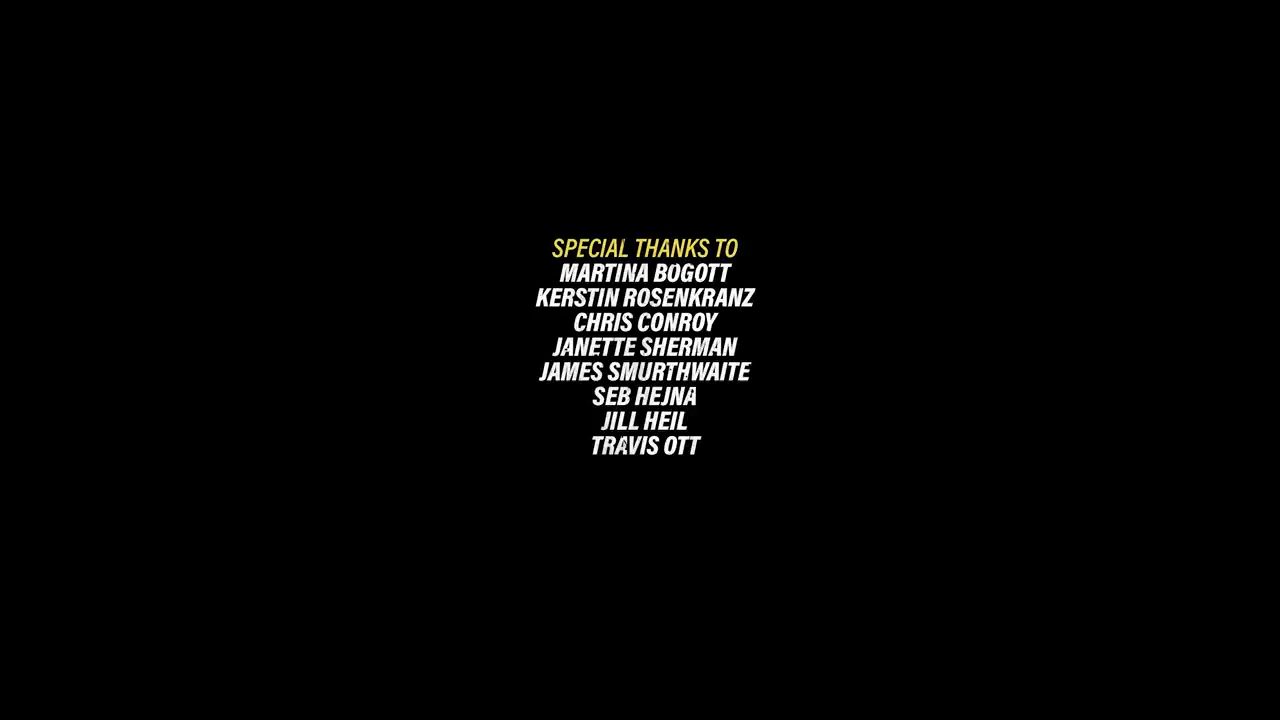 SPECIAL THANKS TO
MARTINA BOGOTT
KERSTIN ROSENKRANZ
CHRIS CONROY
JANETTE SHERMAN
JAMES SMURTHWAITE
SEB HEJNA
JILL HEIL
TRAVIS OTT